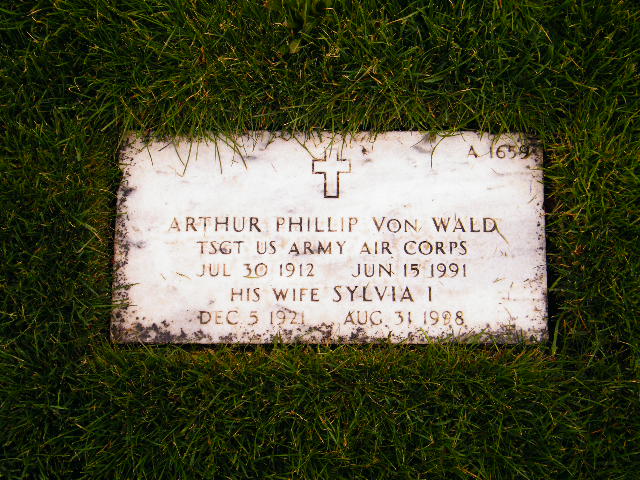 A 1659
ARTHUR PHILLIP VON WALD
TSGT US ARMY AIR CORPS
JUL 30 1912 JUN 15 1991
HIS WIFE SYLVIA I
DEC 5 1921 AUG 31 1998